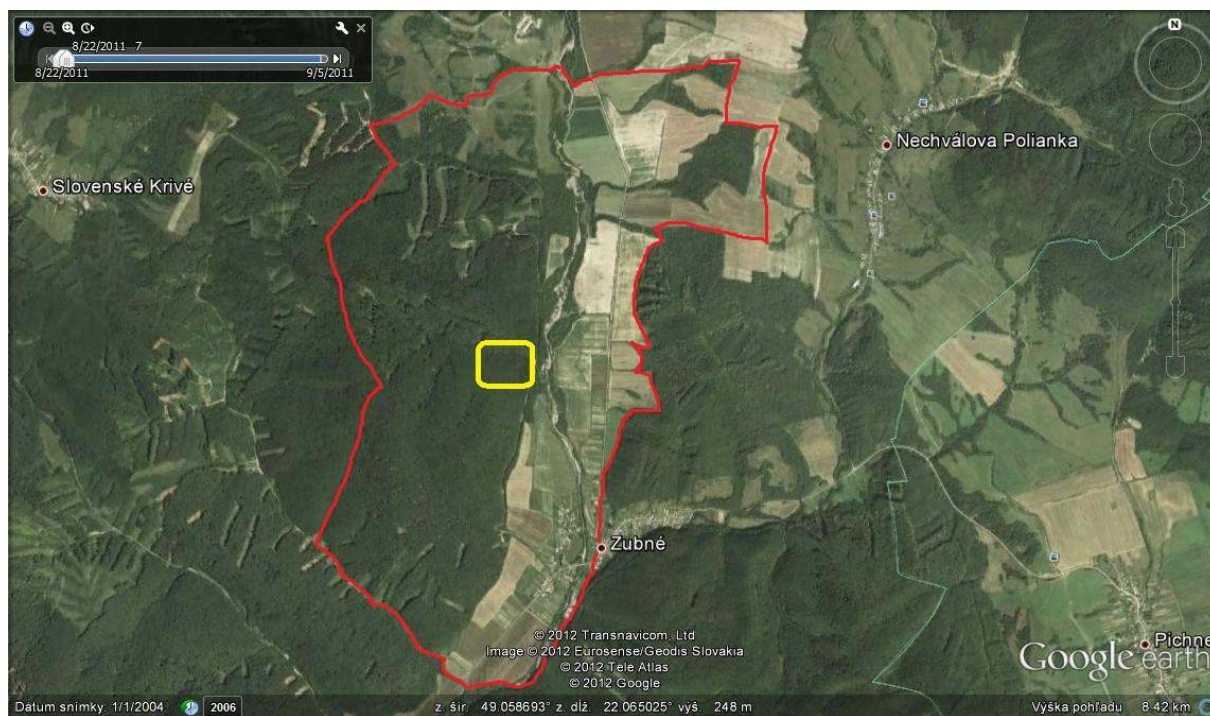 8/22/2011 7
8/22/2011
9/5/2011
N
Nechválova Polianka
Slovenské Krivé
Zubné
Pichne
© 2012 Transnavicom, Ltd
Image © 2012 Eurosense/Geodis Slovakia
© 2012 Tele Atlas
© 2012 Google
Google earth
Dátum snímky: 1/1/2004
2006
z. šír. 49.058693° z. dĺž. 22.065025° výš. 248 m
Výška pohľadu 8.42 km